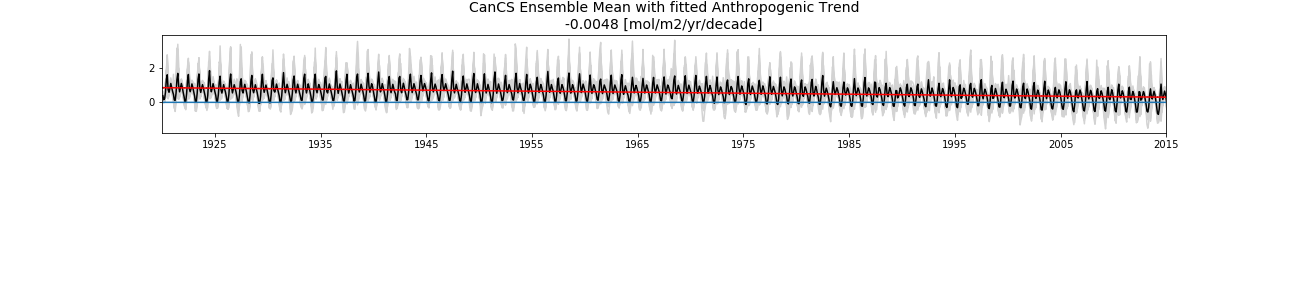 CanCS Ensemble Mean with fitted Anthropogenic Trend
-0.0048 [mol/m2/yr/decade]
2
0
1925 1935 1945 1955 1965 1975 1985 1995 2005 2015